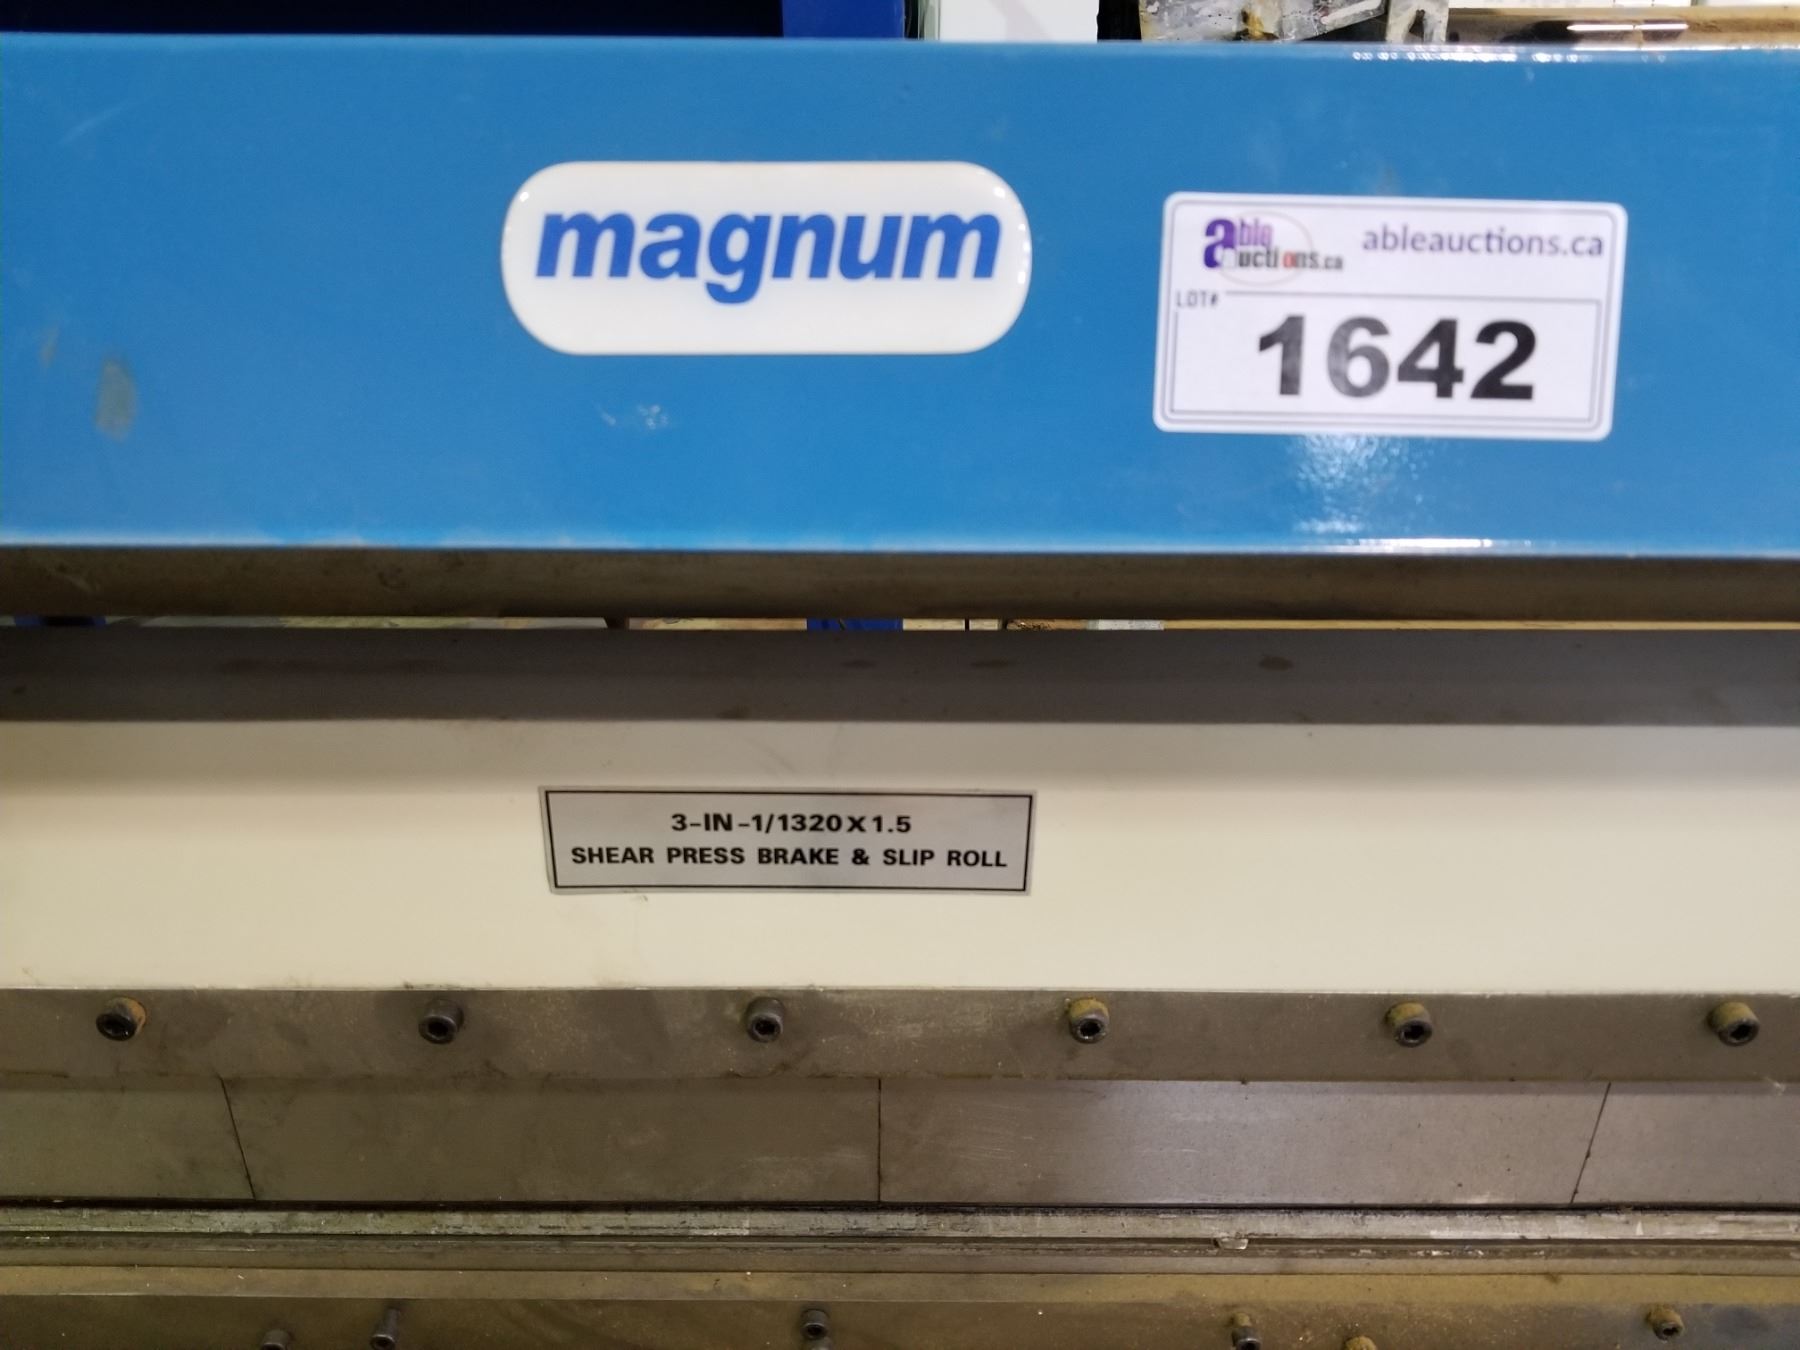 magnum
able auctions.ca
ableauctions.ca
LOT#
1642
3-IN-1/1320X1.5
SHEAR PRESS BRAKE & SLIP ROLL